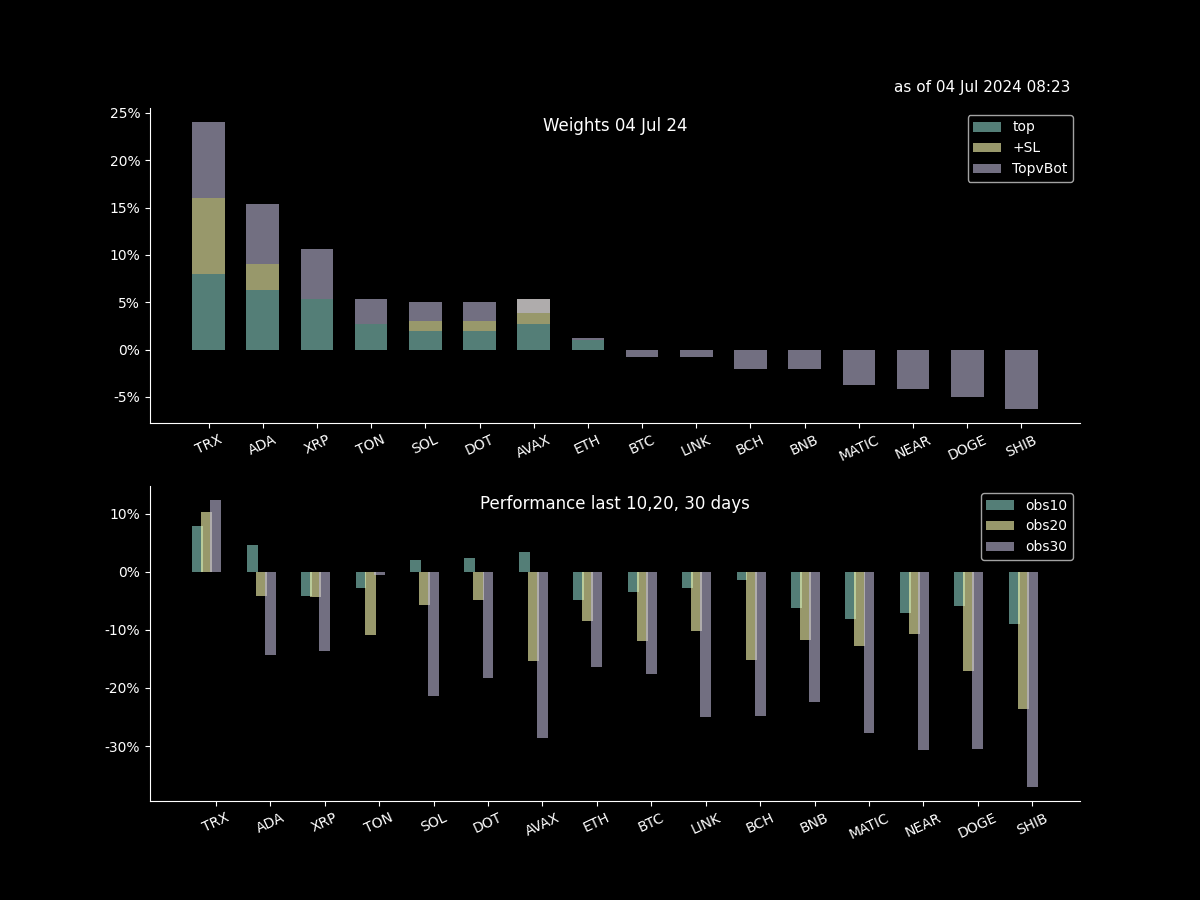 as of 04 Jul 2024 08:23
Weights 04 Jul 24
top
+SL
TopvBot
25%
20%
15%
10%
5%
0%
-5%
TRX ADA XRP TON SOL DOT AVAX ETH BTC LINK BCH BNB MATIC NEAR DOGE SHIB
Performance last 10,20, 30 days
obs10
obs20
obs30
10%
0%
-10%
-20%
-30%
TRX ADA XRP TON SOL DOT AVAX ETH BTC LINK BCH BNB MATIC NEAR DOGE SHIB